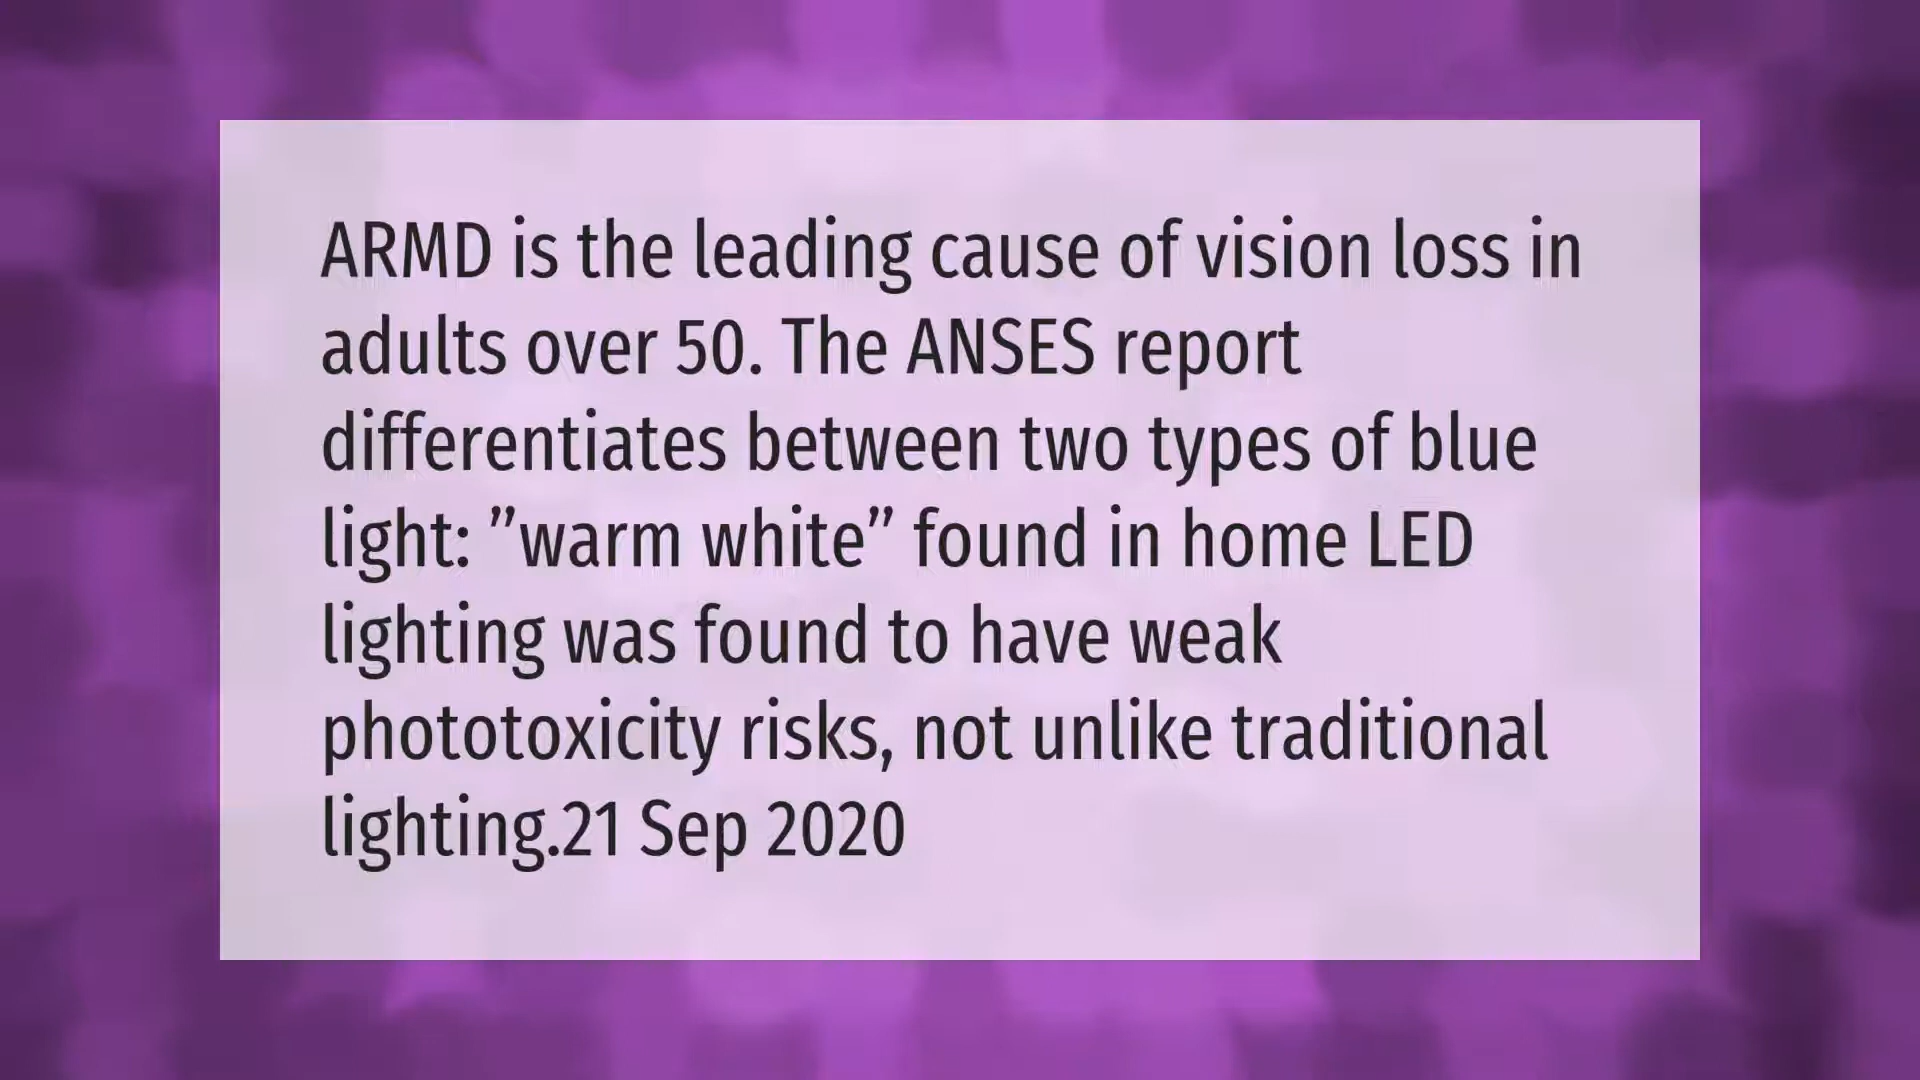 ARMD is the leading cause of vision loss in
adults over 50. The ANSES report
differentiates between two types of blue
light: ”warm white” found in home LED
lighting was found to have weak
phototoxicity risks, not unlike traditional
lighting.21 Sep 2020